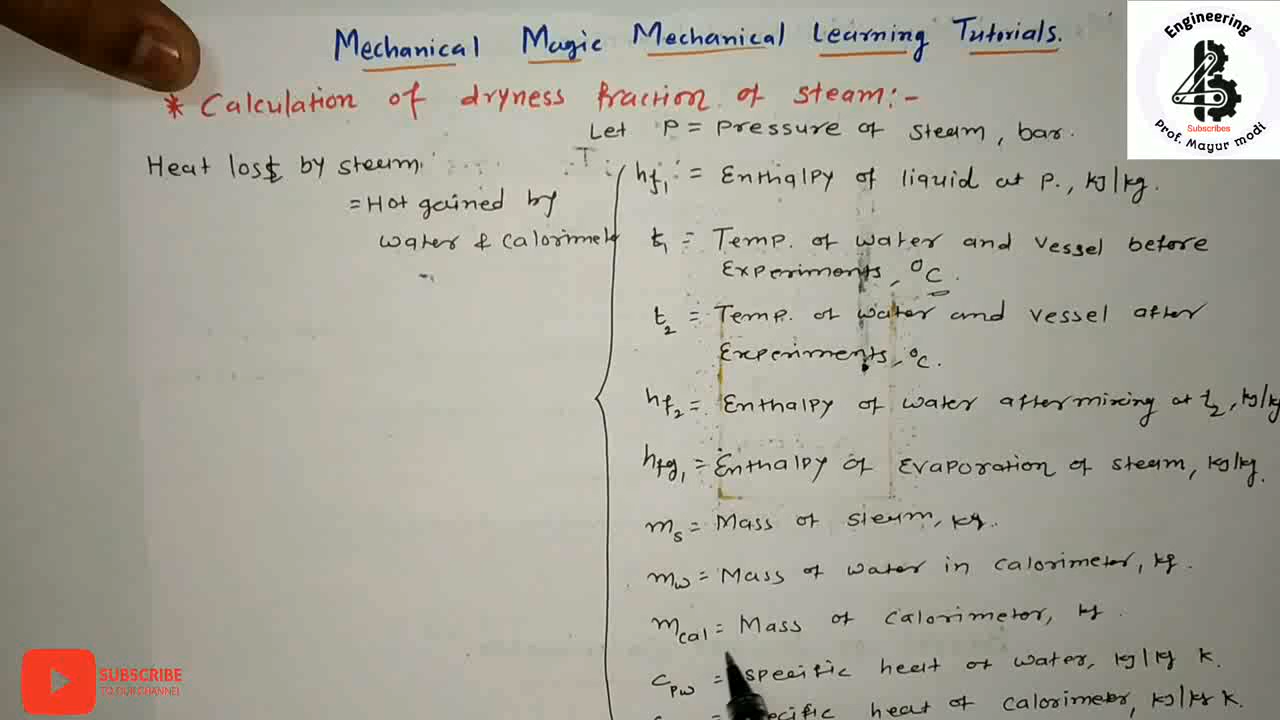 Mechanical Magic Mechanical Learning Tutorials.
Engineering
Subscribes
Prof. Mayur modi
* Calculation of dryness fraction of steam:-
Let P = Pressure of steam, bar.
Heat loss by steam
= Hot gained by
water & calorimete
hf1 = Enthalpy of liquid at P., kJ/kg.
t1 = Temp. of water and vessel before
Experiments, °C.
t2 = Temp. of water and vessel after
Experiments, °C.
hf2 = Enthalpy of water after mixing at t2, kJ/kg
hfg1 = Enthalpy of Evaporation of steam, kJ/kg.
ms = Mass of steam, kg.
mw = Mass of water in calorimeter, kg.
mcal = Mass of calorimeter, kg.
cpw = specific heat of water, kJ/kg K.
specific heat of calorimeter, kJ/kg K.
SUBSCRIBE
TO OUR CHANNEL